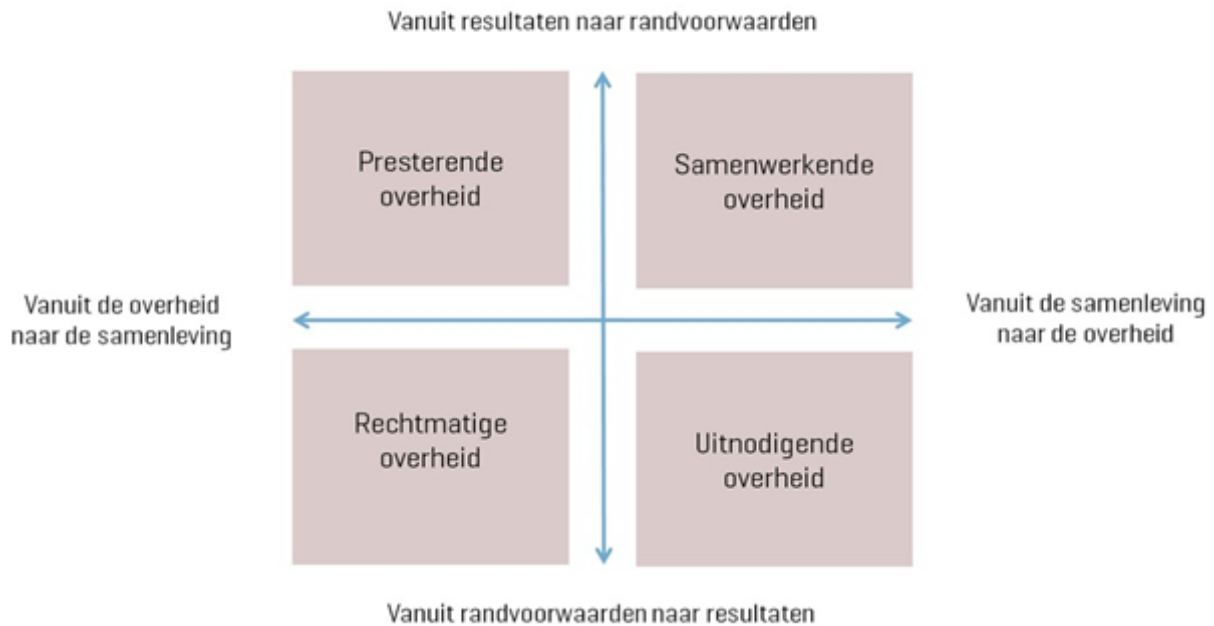 Vanuit resultaten naar randvoorwaarden
Presterende
overheid
Samenwerkende
overheid
Vanuit de overheid
naar de samenleving
Vanuit de samenleving
naar de overheid
Rechtmatige
overheid
Uitnodigende
overheid
Vanuit randvoorwaarden naar resultaten